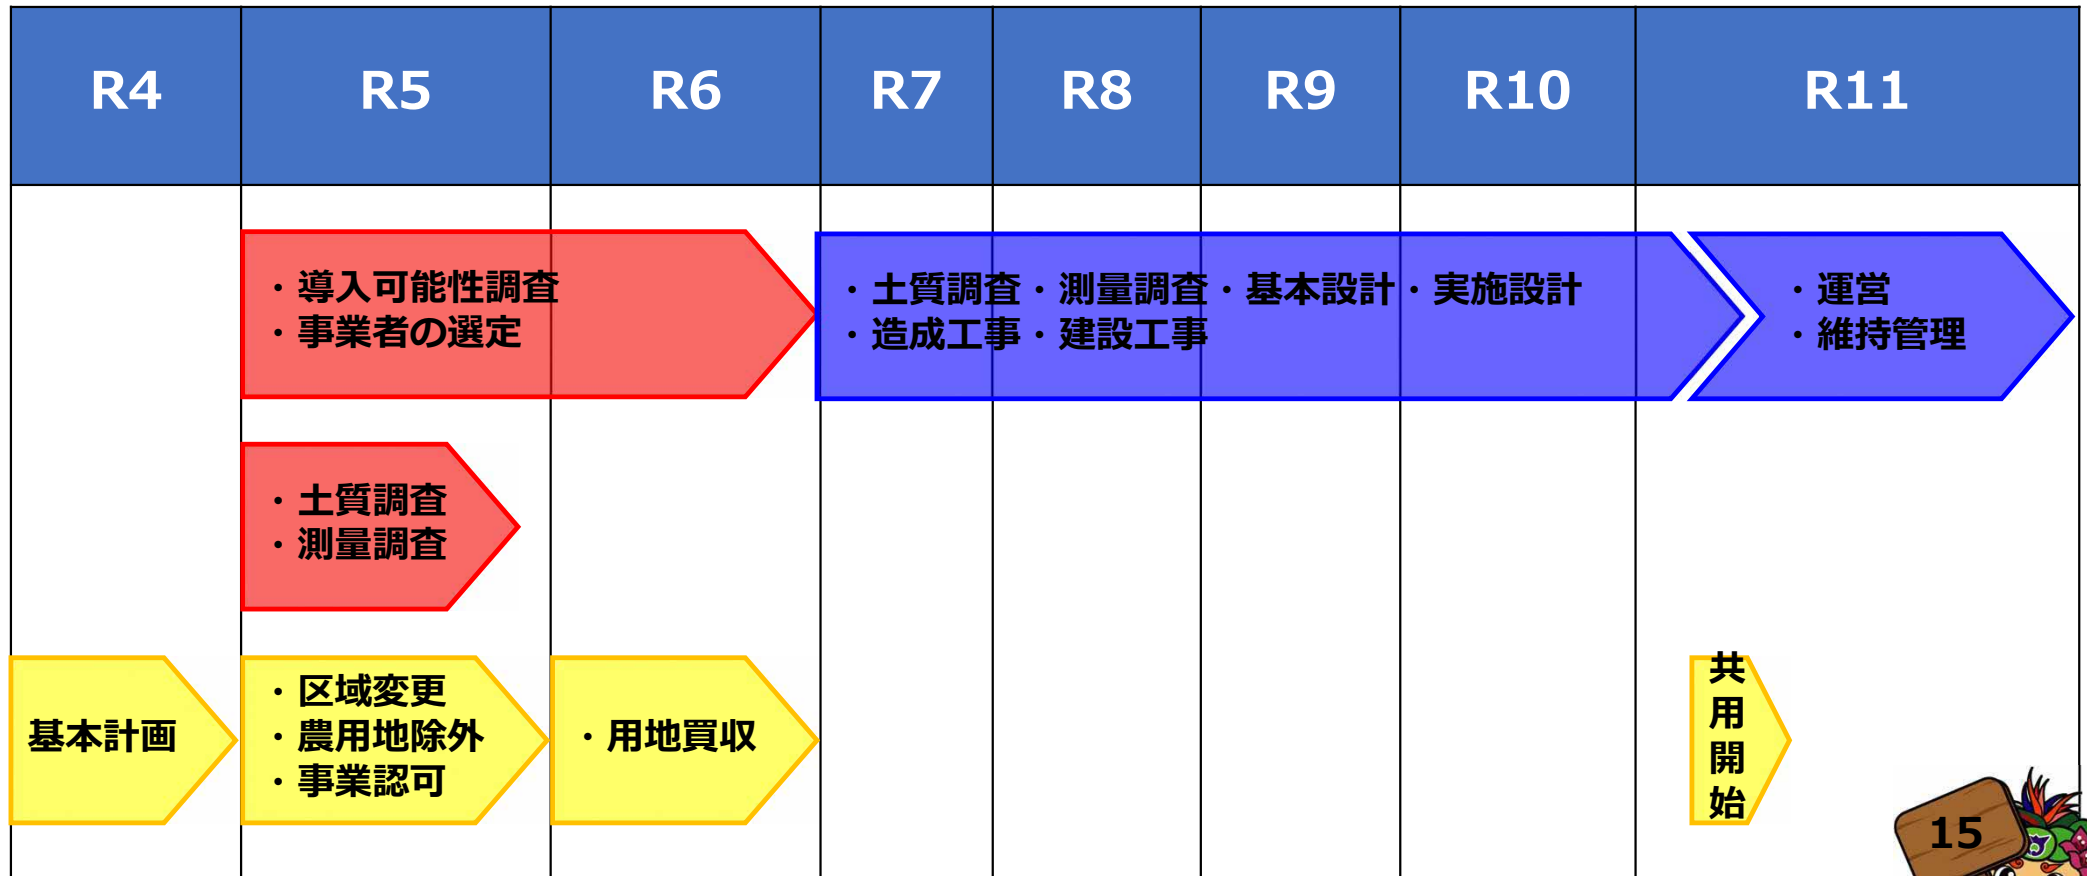 R4 R5 R6 R7 R8 R9 R10 R11
・導入可能性調査
・事業者の選定
・土質調査・測量調査・基本設計・実施設計
・造成工事・建設工事
・運営
・維持管理
・土質調査
・測量調査
基本計画
・区域変更
・農用地除外
・事業認可
・用地買収
共用開始
15